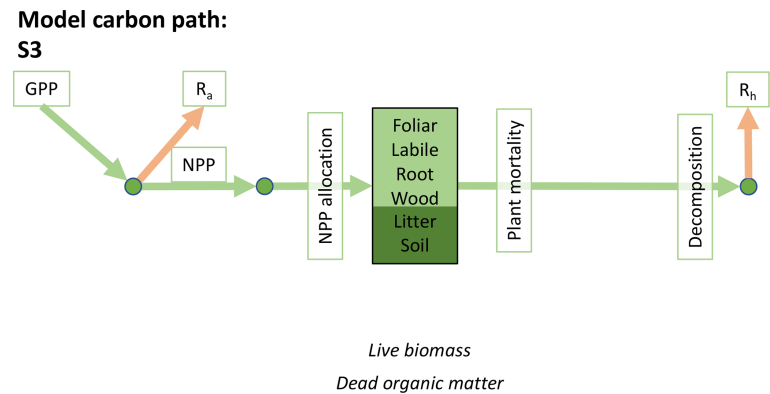 Model carbon path:
S3
GPP
Rₐ
Rₕ
NPP
NPP allocation
Foliar
Labile
Root
Wood
Litter
Soil
Plant mortality
Decomposition
Live biomass
Dead organic matter